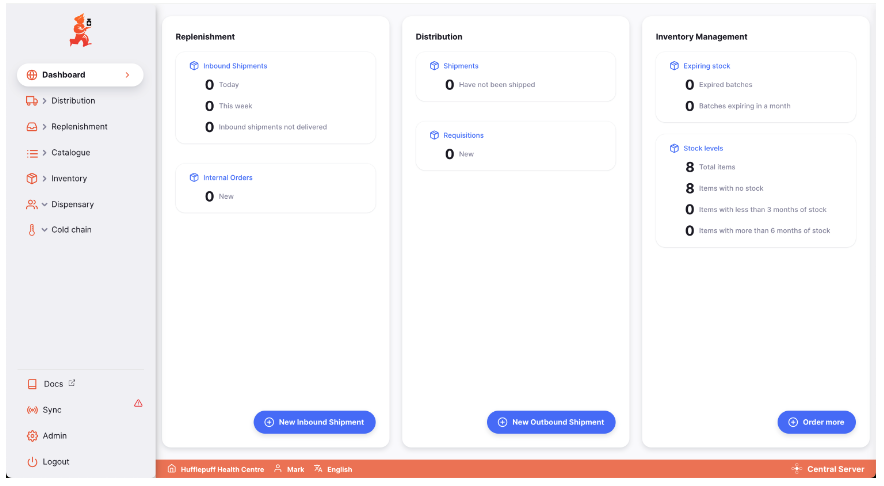 Dashboard
Distribution
Replenishment
Catalogue
Inventory
Dispensary
Cold chain
Docs
Sync
Admin
Logout
Replenishment
Inbound Shipments
0 Today
0 This week
0 Inbound shipments not delivered
Internal Orders
0 New
New Inbound Shipment
Distribution
Shipments
0 Have not been shipped
Requisitions
0 New
New Outbound Shipment
Inventory Management
Expiring stock
0 Expired batches
0 Batches expiring in a month
Stock levels
8 Total items
8 Items with no stock
0 Items with less than 3 months of stock
0 Items with more than 6 months of stock
Order more
Hufflepuff Health Centre Mark English Central Server